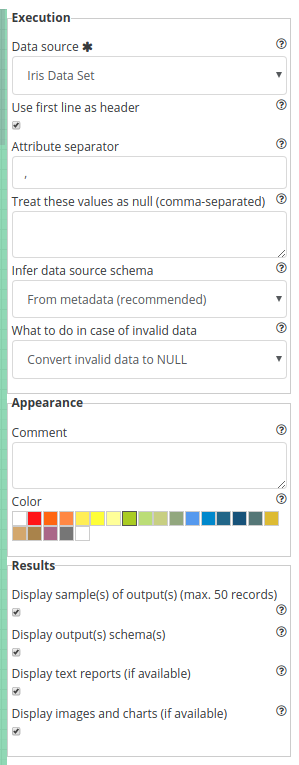 Execution
Data source ✱
Iris Data Set
Use first line as header
Attribute separator
,
Treat these values as null (comma-separated)
Infer data source schema
From metadata (recommended)
What to do in case of invalid data
Convert invalid data to NULL
Appearance
Comment
Color
Results
Display sample(s) of output(s) (max. 50 records)
Display output(s) schema(s)
Display text reports (if available)
Display images and charts (if available)